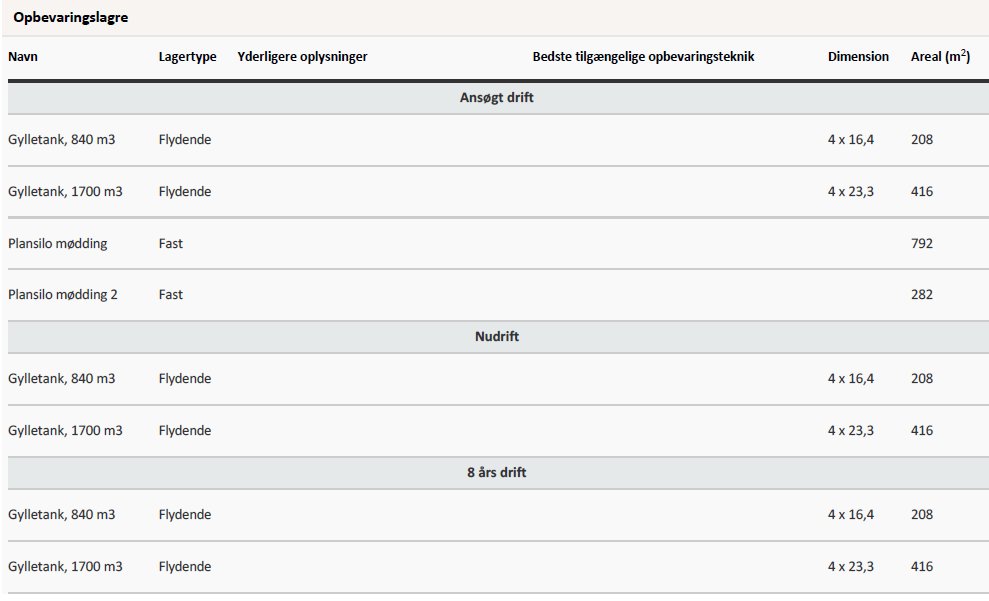 Opbevaringslagre
Navn Lagertype Yderligere oplysninger Bedste tilgængelige opbevaringsteknik Dimension Areal (m²)
Ansøgt drift
Gylletank, 840 m3 Flydende 4 x 16,4 208
Gylletank, 1700 m3 Flydende 4 x 23,3 416
Plansilo mødding Fast 792
Plansilo mødding 2 Fast 282
Nudrift
Gylletank, 840 m3 Flydende 4 x 16,4 208
Gylletank, 1700 m3 Flydende 4 x 23,3 416
8 års drift
Gylletank, 840 m3 Flydende 4 x 16,4 208
Gylletank, 1700 m3 Flydende 4 x 23,3 416